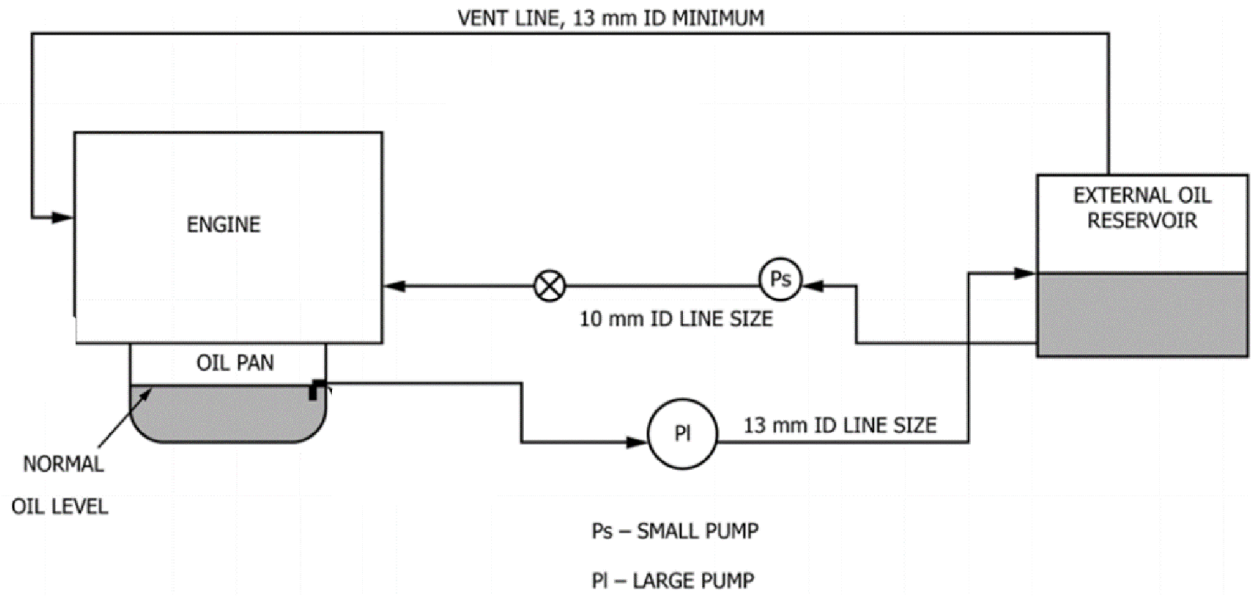 VENT LINE, 13 mm ID MINIMUM
EXTERNAL OIL
RESERVOIR
ENGINE
Ps
10 mm ID LINE SIZE
OIL PAN
Pl
13 mm ID LINE SIZE
NORMAL
OIL LEVEL
Ps – SMALL PUMP
Pl – LARGE PUMP